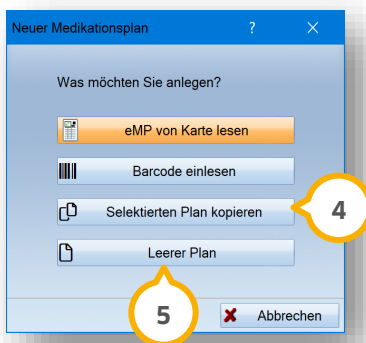 Neuer Medikationsplan ? ×
Was möchten Sie anlegen?
eMP von Karte lesen
Barcode einlesen
Selektierten Plan kopieren
4
Leerer Plan
5
Abbrechen